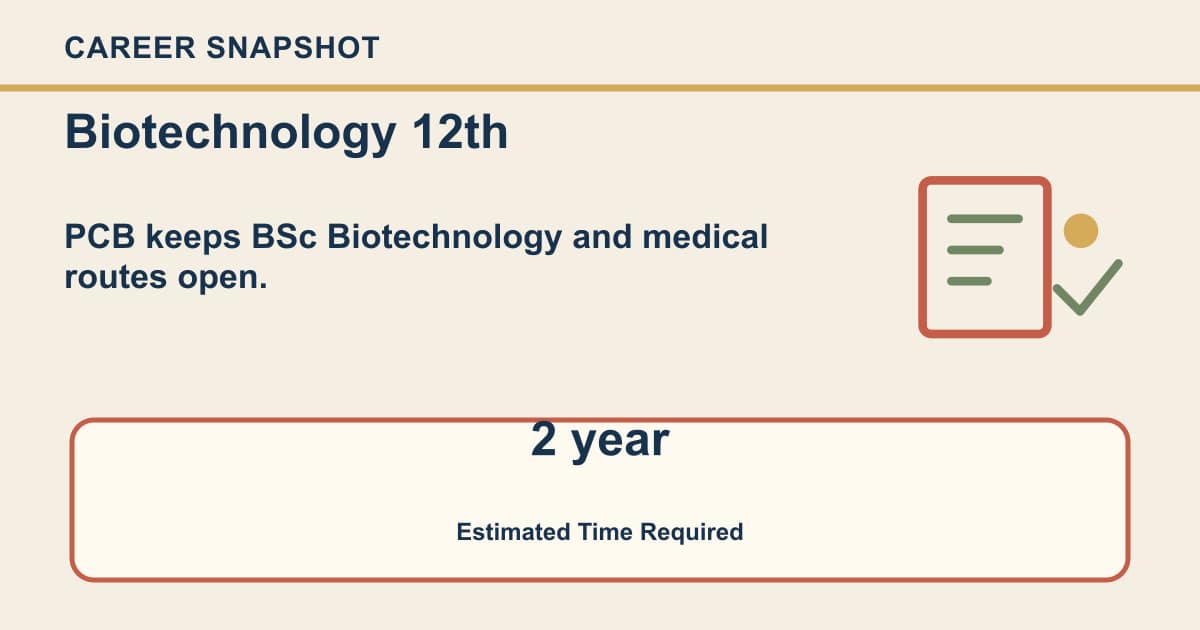 CAREER SNAPSHOT
Biotechnology 12th
PCB keeps BSc Biotechnology and medical
routes open.
2 year
Estimated Time Required